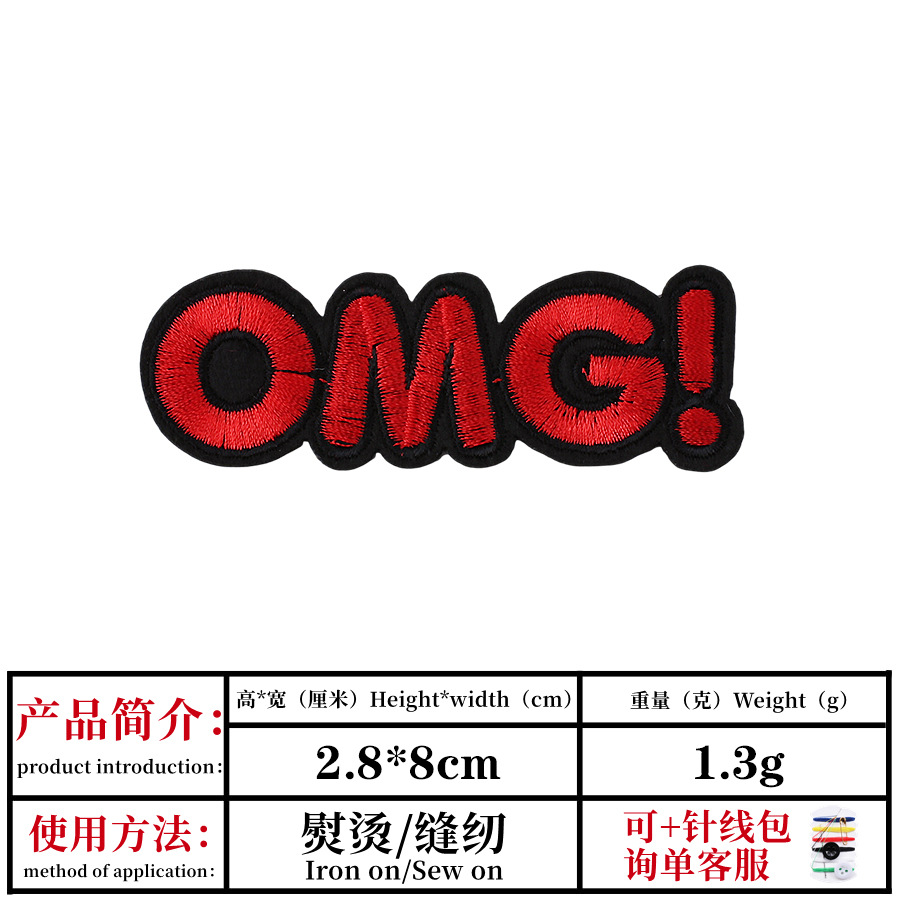 OMG!
产品简介：
product introduction:
高*宽（厘米）Height*width（cm）
重量（克）Weight（g）
2.8*8cm
1.3g
使用方法：
method of application:
熨烫/缝纫
Iron on/Sew on
可+针线包
询单客服